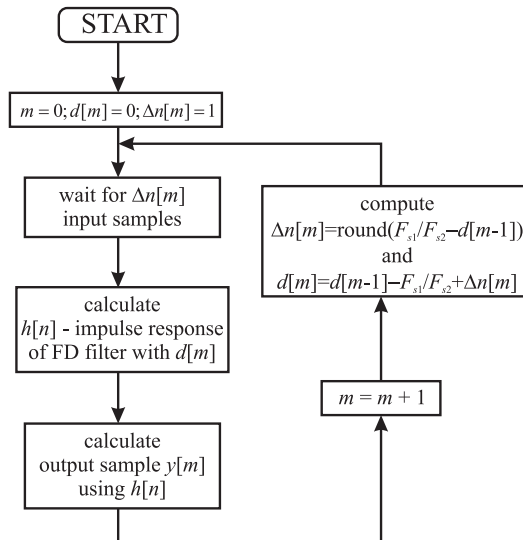 START
m = 0; d[m] = 0; Δn[m] = 1
wait for Δn[m]
input samples
calculate
h[n] - impulse response
of FD filter with d[m]
calculate
output sample y[m]
using h[n]
compute
Δn[m]=round(Fs1/Fs2–d[m-1])
and
d[m]=d[m-1]–Fs1/Fs2+Δn[m]
m = m + 1